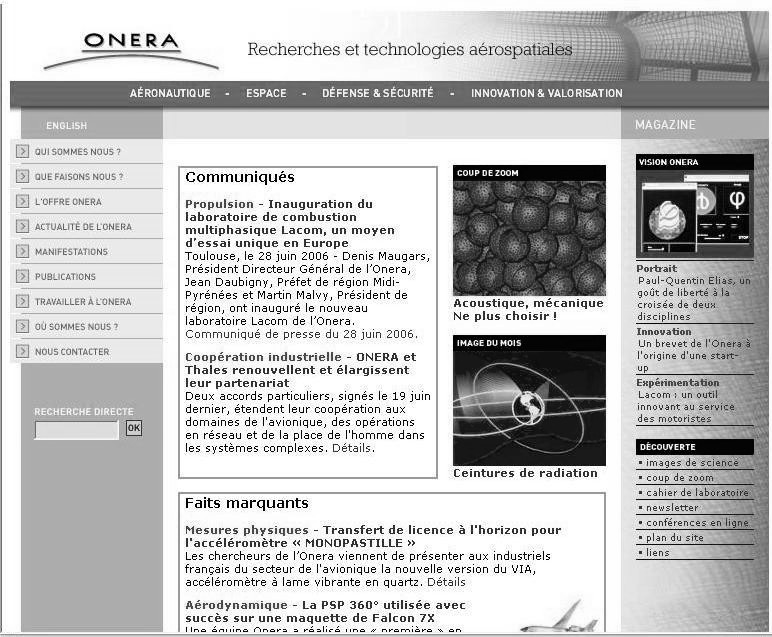 ONERA
Recherches et technologies aérospatiales
AÉRONAUTIQUE - ESPACE - DÉFENSE & SÉCURITÉ - INNOVATION & VALORISATION
ENGLISH
QUI SOMMES NOUS ?
QUE FAISONS NOUS ?
L'OFFRE ONERA
ACTUALITÉ DE L'ONERA
MANIFESTATIONS
PUBLICATIONS
TRAVAILLER À L'ONERA
OÙ SOMMES NOUS ?
NOUS CONTACTER
RECHERCHE DIRECTE
OK
Communiqués
Propulsion - Inauguration du
laboratoire de combustion
multiphasique Lacom, un moyen
d'essai unique en Europe
Toulouse, le 28 juin 2006 - Denis Maugars,
Président Directeur Général de l'Onera,
Jean Daubigny, Préfet de région Midi-
Pyrénées et Martin Malvy, Président de
région, ont inauguré le nouveau
laboratoire Lacom de l'Onera.
Communiqué de presse du 28 juin 2006.
Coopération industrielle - ONERA et
Thales renouvellent et élargissent
leur partenariat
Deux accords particuliers, signés le 19 juin
dernier, étendent leur coopération aux
domaines de l'avionique, des opérations
en réseau et de la place de l'homme dans
les systèmes complexes. Détails.
COUP DE ZOOM
Acoustique, mécanique
Ne plus choisir !
IMAGE DU MOIS
Ceintures de radiation
Faits marquants
Mesures physiques - Transfert de licence à l'horizon pour
l'accéléromètre « MONOPASTILLE »
Les chercheurs de l'Onera viennent de présenter aux industriels
français du secteur de l'avionique la nouvelle version du VIA,
accéléromètre à lame vibrante en quartz. Détails
Aérodynamique - La PSP 360° utilisée avec
succès sur une maquette de Falcon 7X
Une équipe Onera a réalisé une « première » en
MAGAZINE
VISION ONERA
φ
STOP
Portrait
Paul-Quentin Elias, un
goût de liberté à la
croisée de deux
disciplines
Innovation
Un brevet de l'Onera à
l'origine d'une start-
up
Expérimentation
Lacom : un outil
innovant au service
des motoristes
DÉCOUVERTE
• images de science
• coup de zoom
• cahier de laboratoire
• newsletter
• conférences en ligne
• plan du site
• liens